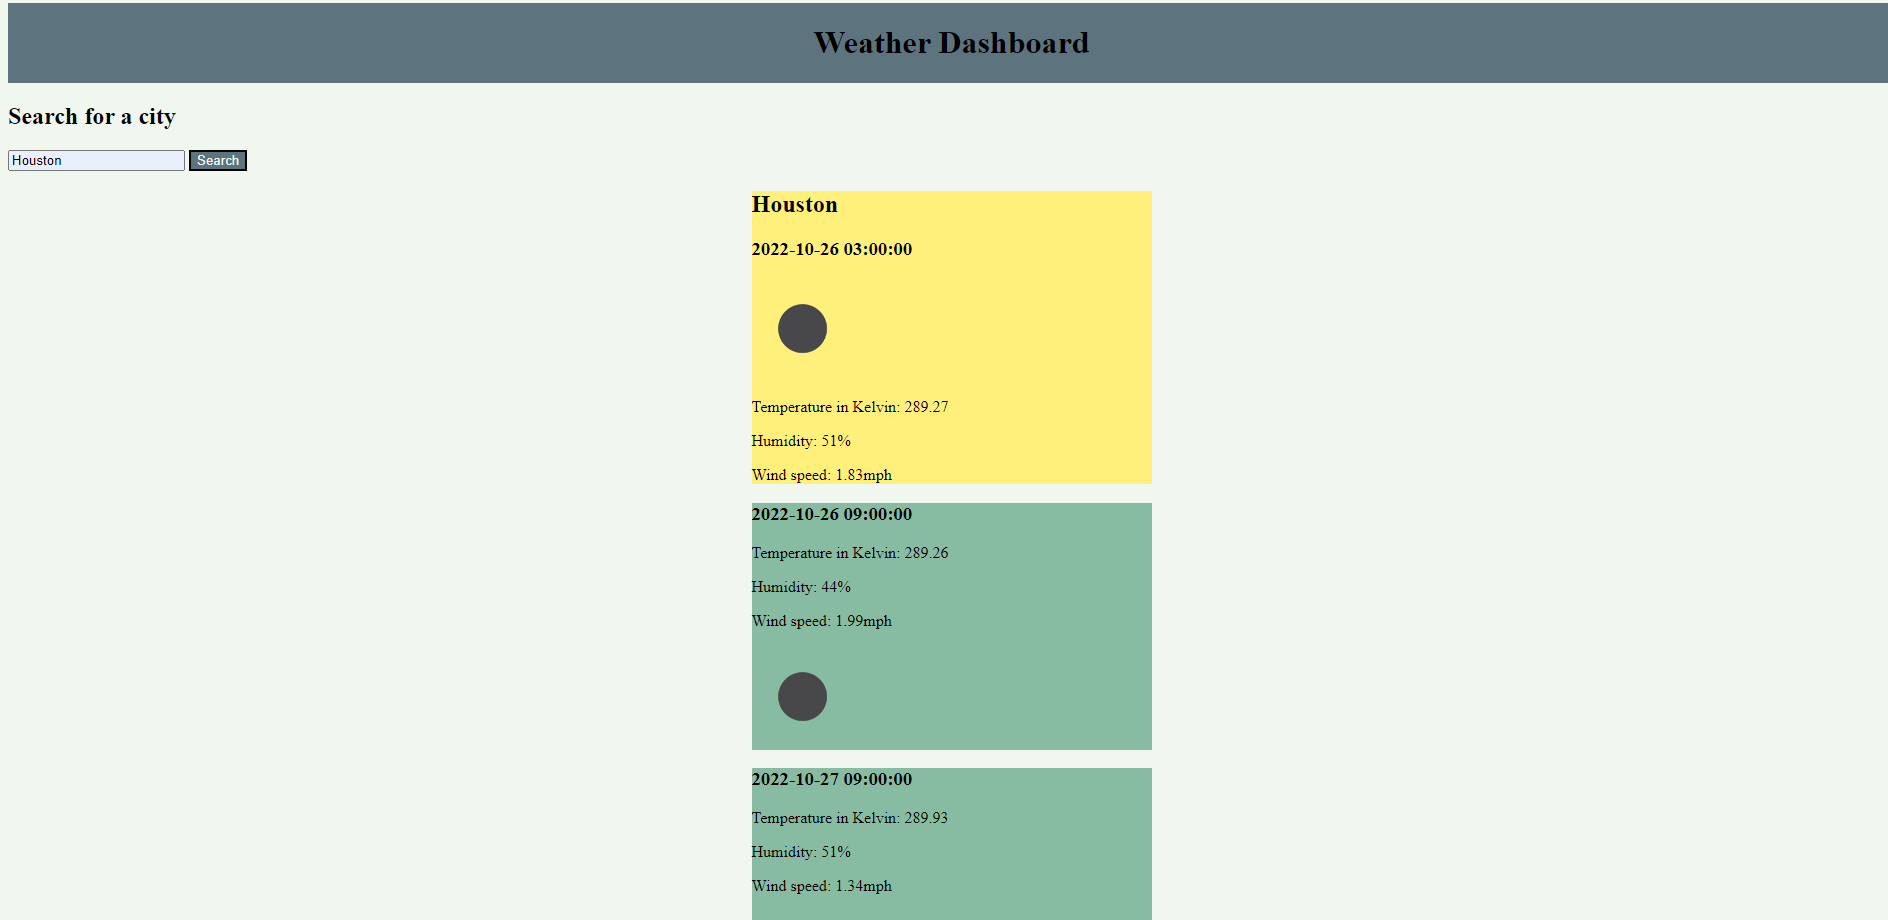 Weather Dashboard
Search for a city
Houston
Search
Houston
2022-10-26 03:00:00
Temperature in Kelvin: 289.27
Humidity: 51%
Wind speed: 1.83mph
2022-10-26 09:00:00
Temperature in Kelvin: 289.26
Humidity: 44%
Wind speed: 1.99mph
2022-10-27 09:00:00
Temperature in Kelvin: 289.93
Humidity: 51%
Wind speed: 1.34mph